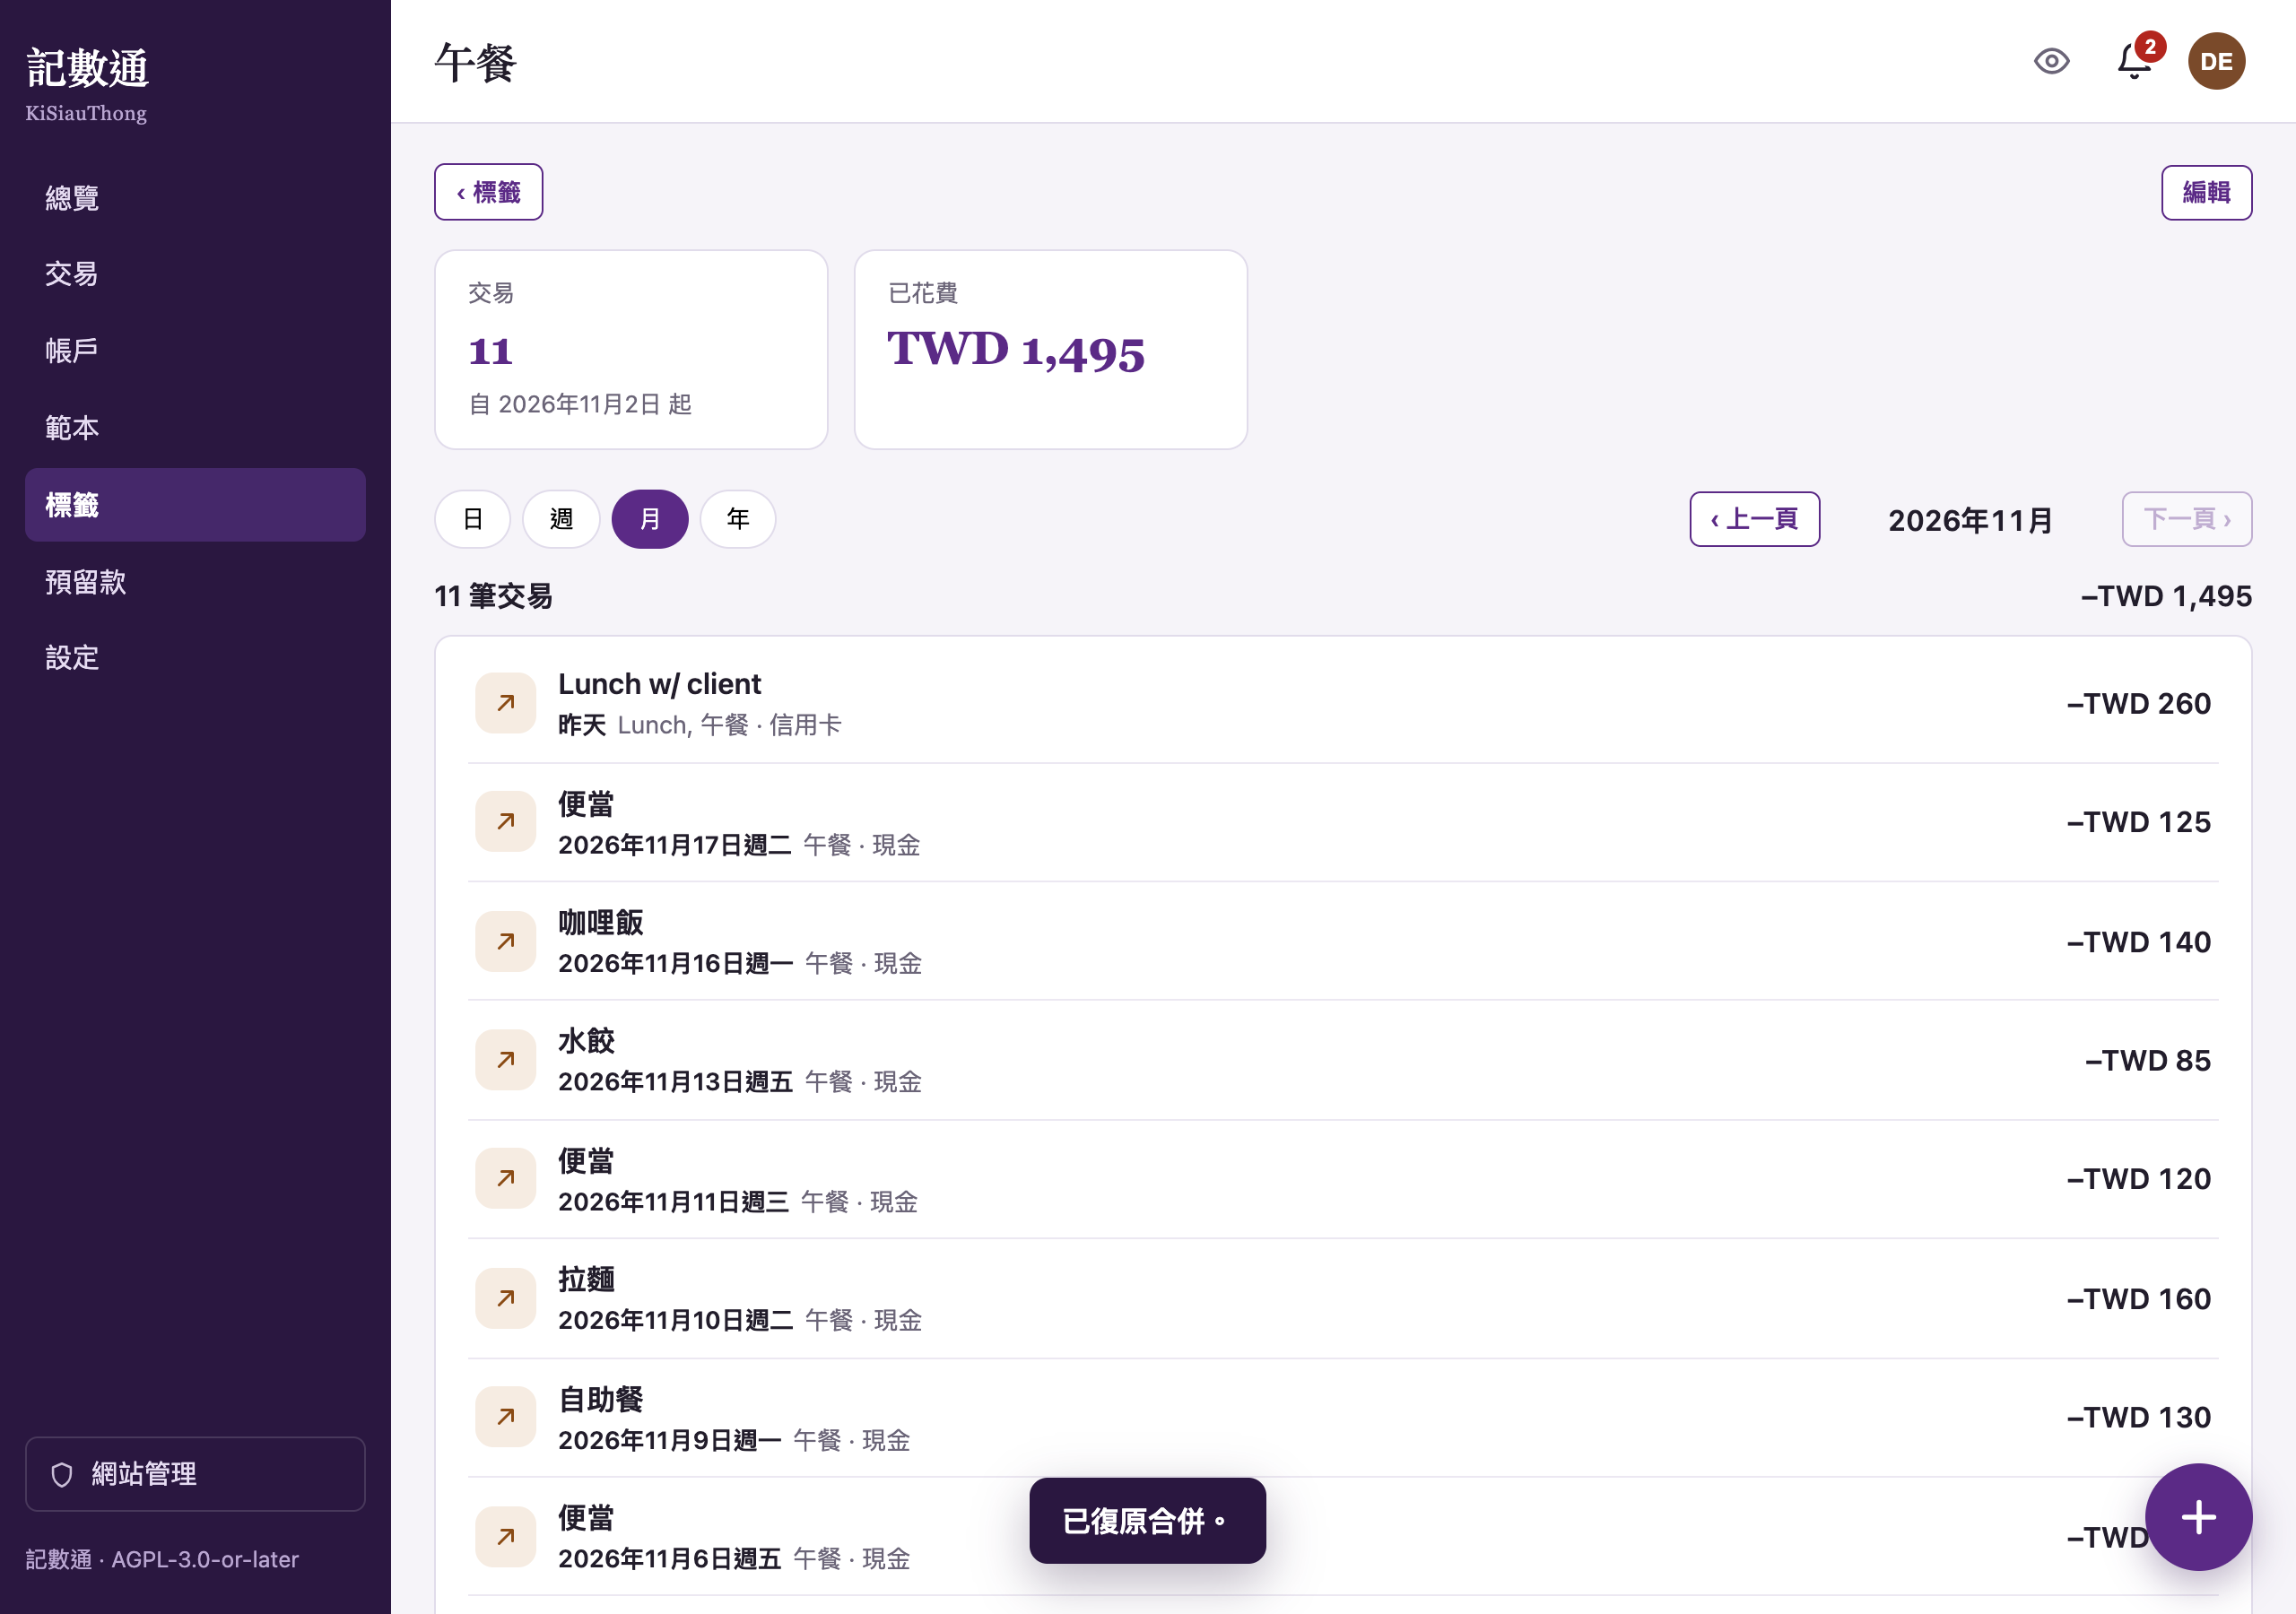 記數通
KiSiauThong
總覽
交易
帳戶
範本
標籤
預留款
設定
網站管理
記數通 · AGPL-3.0-or-later
午餐
2
DE
‹ 標籤
編輯
交易
11
自 2026年11月2日 起
已花費
TWD 1,495
日
週
月
年
‹ 上一頁
2026年11月
下一頁 ›
11 筆交易
–TWD 1,495
Lunch w/ client
昨天 Lunch, 午餐 · 信用卡
–TWD 260
便當
2026年11月17日週二 午餐 · 現金
–TWD 125
咖哩飯
2026年11月16日週一 午餐 · 現金
–TWD 140
水餃
2026年11月13日週五 午餐 · 現金
–TWD 85
便當
2026年11月11日週三 午餐 · 現金
–TWD 120
拉麵
2026年11月10日週二 午餐 · 現金
–TWD 160
自助餐
2026年11月9日週一 午餐 · 現金
–TWD 130
便當
2026年11月6日週五 午餐 · 現金
–TWD
已復原合併。